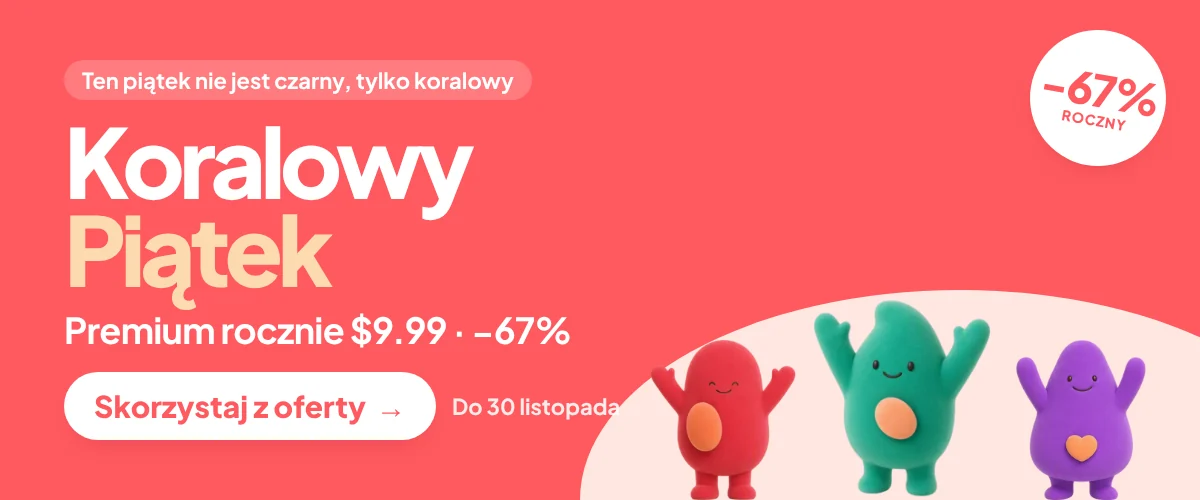 Ten piątek nie jest czarny, tylko koralowy
Koralowy
Piątek
Premium rocznie $9.99 · −67%
Skorzystaj z oferty →
Do 30 listopada
−67%
ROCZNY